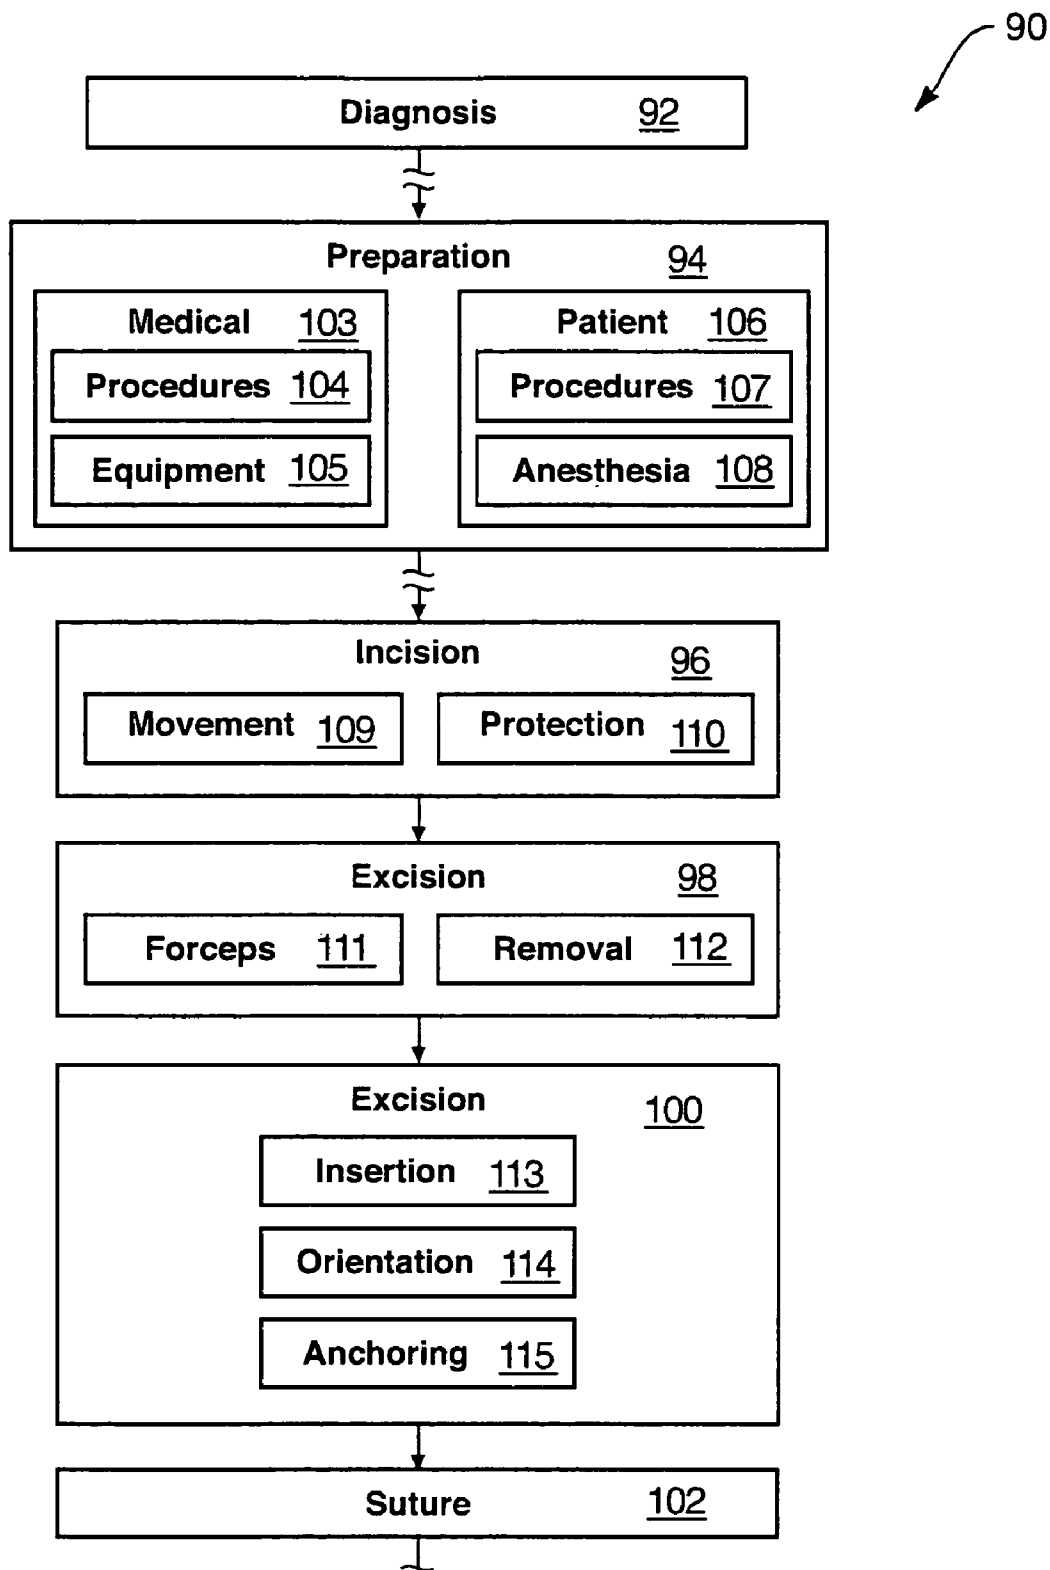 90
Diagnosis 92
Preparation 94
Medical 103
Patient 106
Procedures 104
Procedures 107
Equipment 105
Anesthesia 108
Incision 96
Movement 109
Protection 110
Excision 98
Forceps 111
Removal 112
Excision 100
Insertion 113
Orientation 114
Anchoring 115
Suture 102